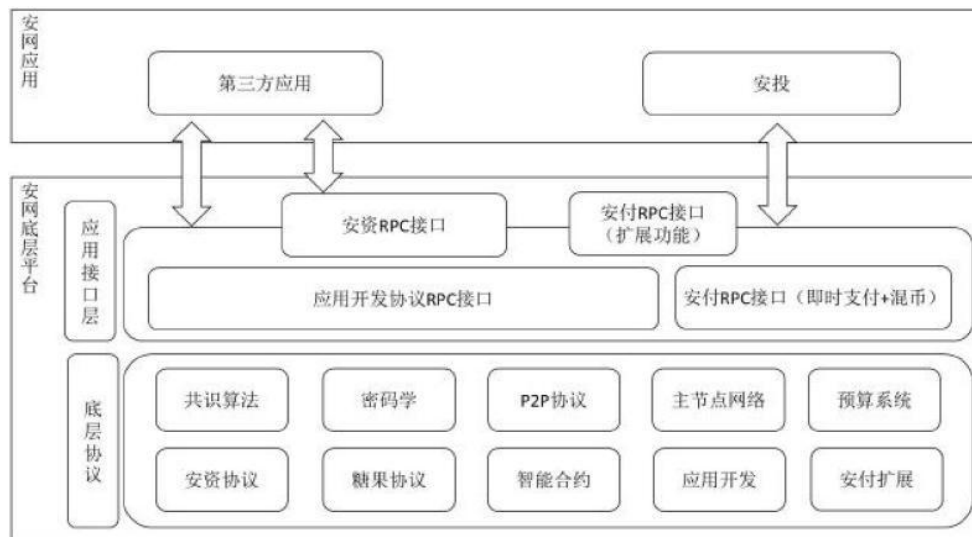 安网应用
第三方应用
安投
安网底层平台
应用接口层
安资RPC接口
安付RPC接口
（扩展功能）
应用开发协议RPC接口
安付RPC接口（即时支付+混币）
底层协议
共识算法
密码学
P2P协议
主节点网络
预算系统
安资协议
糖果协议
智能合约
应用开发
安付扩展